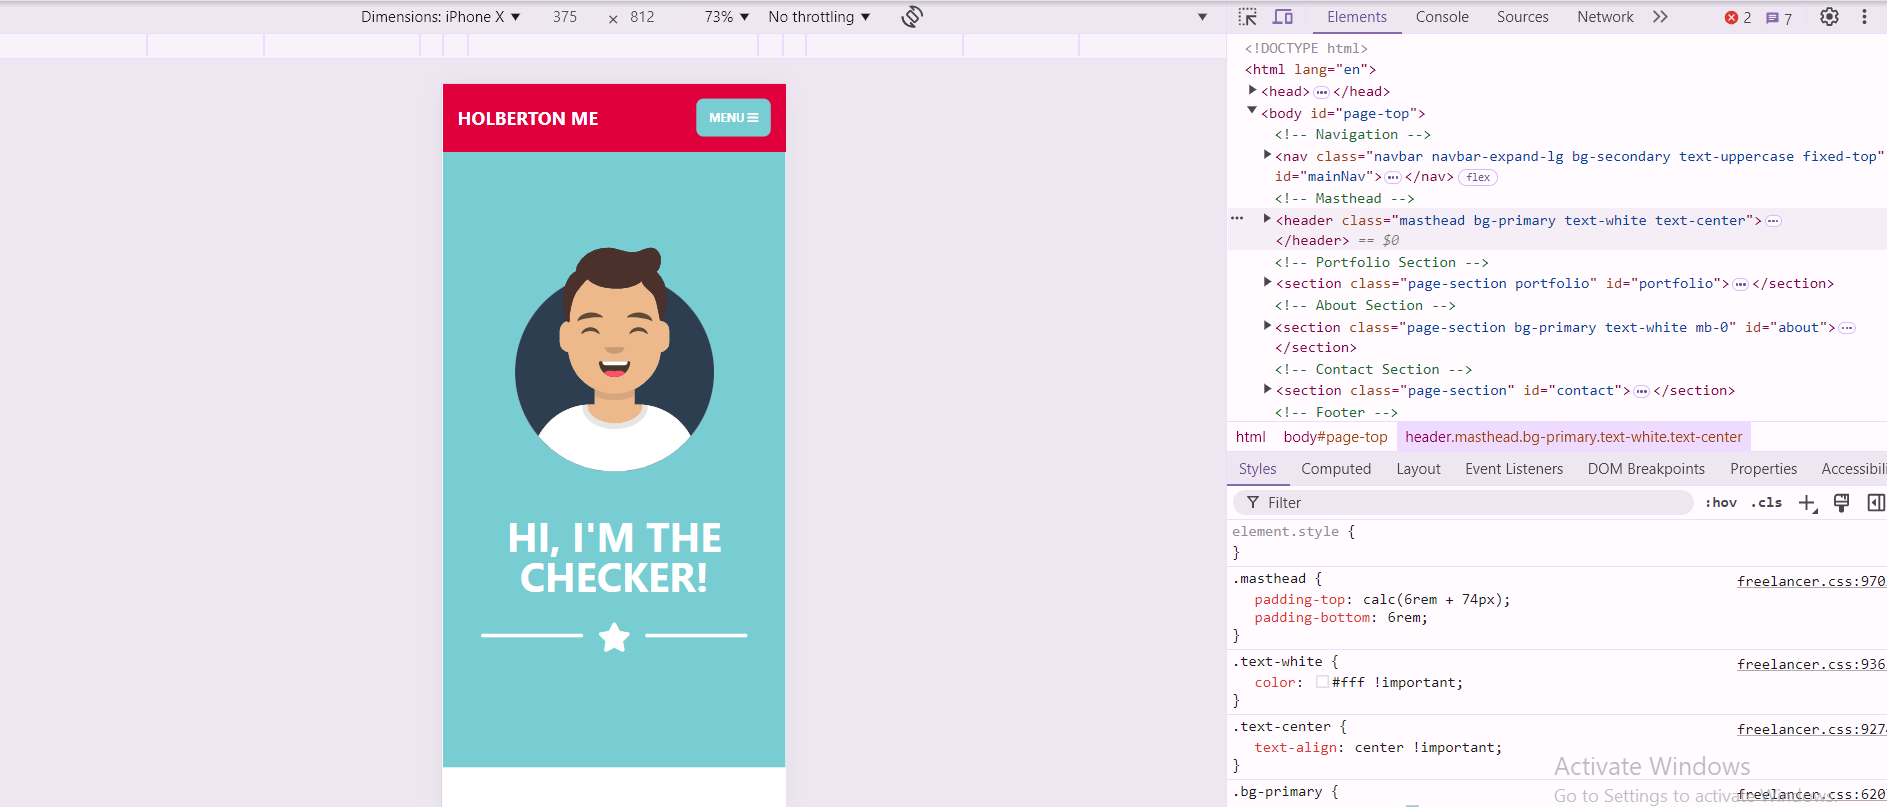 Dimensions: iPhone X ▼ 375 × 812 73% ▼ No throttling ▼
Elements Console Sources Network 2 7
HOLBERTON ME
MENU
HI, I'M THE
CHECKER!
<!DOCTYPE html>
<html lang="en">
<head> ••• </head>
<body id="page-top">
<!-- Navigation -->
<nav class="navbar navbar-expand-lg bg-secondary text-uppercase fixed-top"
id="mainNav"> ••• </nav> flex
<!-- Masthead -->
<header class="masthead bg-primary text-white text-center"> •••
</header> == $0
<!-- Portfolio Section -->
<section class="page-section portfolio" id="portfolio"> ••• </section>
<!-- About Section -->
<section class="page-section bg-primary text-white mb-0" id="about"> •••
</section>
<!-- Contact Section -->
<section class="page-section" id="contact"> ••• </section>
<!-- Footer -->
html body#page-top header.masthead.bg-primary.text-white.text-center
Styles Computed Layout Event Listeners DOM Breakpoints Properties Accessibili
Filter :hov .cls
element.style {
}
.masthead { freelancer.css:970
padding-top: calc(6rem + 74px);
padding-bottom: 6rem;
}
.text-white { freelancer.css:936
color: #fff !important;
}
.text-center { freelancer.css:927
text-align: center !important;
}
.bg-primary { freelancer.css:620
Activate Windows
Go to Settings to activate Windows.